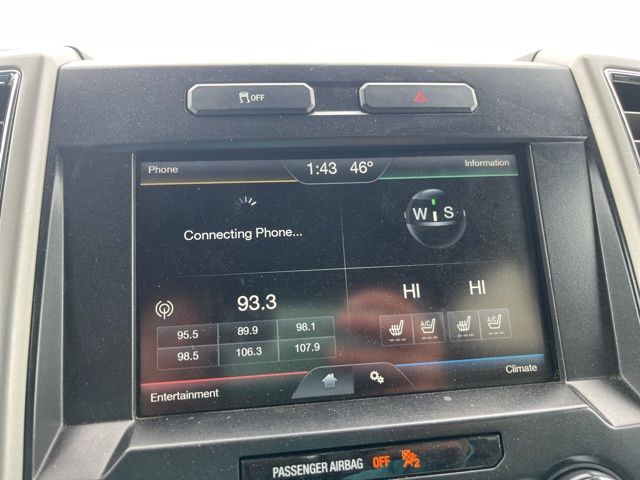 OFF
Phone
1:43 46°
Information
Connecting Phone...
W S
93.3
HI HI
95.5 89.9 98.1
98.5 106.3 107.9
A/C A/C
Entertainment
Climate
PASSENGER AIRBAG OFF 2